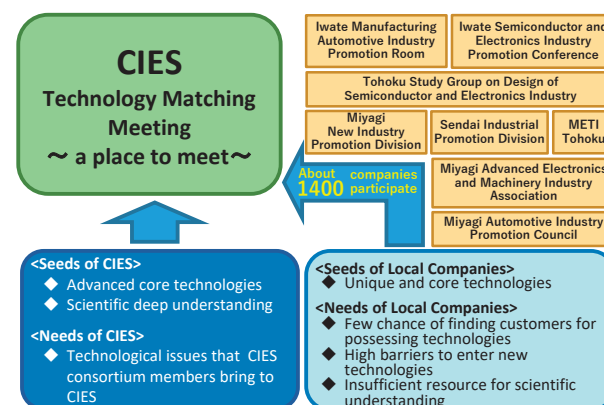 CIES
Technology Matching
Meeting
～ a place to meet～
Iwate Manufacturing
Automotive Industry
Promotion Room
Iwate Semiconductor and
Electronics Industry
Promotion Conference
Tohoku Study Group on Design of
Semiconductor and Electronics Industry
Miyagi
New Industry
Promotion Division
Sendai Industrial
Promotion Division
METI
Tohoku
Miyagi Advanced Electronics
and Machinery Industry
Association
Miyagi Automotive Industry
Promotion Council
About companies
1400 participate
<Seeds of CIES>
◆ Advanced core technologies
◆ Scientific deep understanding
<Needs of CIES>
◆ Technological issues that CIES
consortium members bring to
CIES
<Seeds of Local Companies>
◆ Unique and core technologies
<Needs of Local Companies>
◆ Few chance of finding customers for
possessing technologies
◆ High barriers to enter new
technologies
◆ Insufficient resource for scientific
understanding